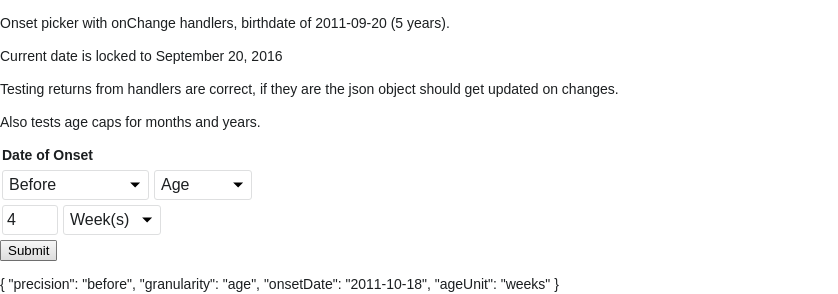 Onset picker with onChange handlers, birthdate of 2011-09-20 (5 years).
Current date is locked to September 20, 2016
Testing returns from handlers are correct, if they are the json object should get updated on changes.
Also tests age caps for months and years.
Date of Onset
Before Age
4 Week(s)
Submit
{ "precision": "before", "granularity": "age", "onsetDate": "2011-10-18", "ageUnit": "weeks" }